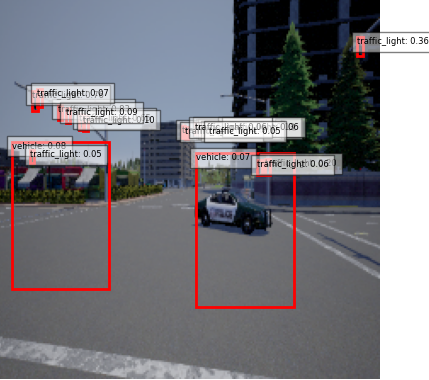 traffic_light: 0.36
traffic_light: 0.07
traffic_light: 0.09
traffic_light: 0.10
traffic_light: 0.06
traffic_light: 0.05
vehicle: 0.08
traffic_light: 0.05
vehicle: 0.07
traffic_light: 0.06
POLICE